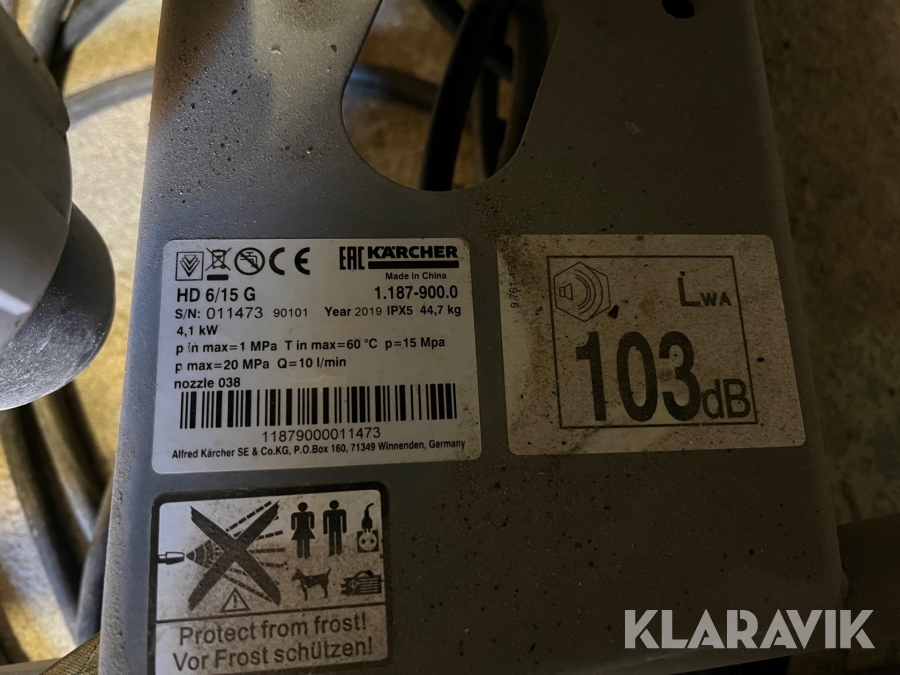 EAC KÄRCHER
Made in China
HD 6/15 G 1.187-900.0
S/N: 011473 90101 Year 2019 IPX5 44,7 kg
4,1 kW
p in max=1 MPa T in max=60 °C p=15 Mpa
p max=20 MPa Q=10 l/min
nozzle 038
11879000011473
Alfred Kärcher SE & Co.KG, P.O.Box 160, 71349 Winnenden, Germany
LWA
103dB
Protect from frost!
Vor Frost schützen!
KLARAVIK